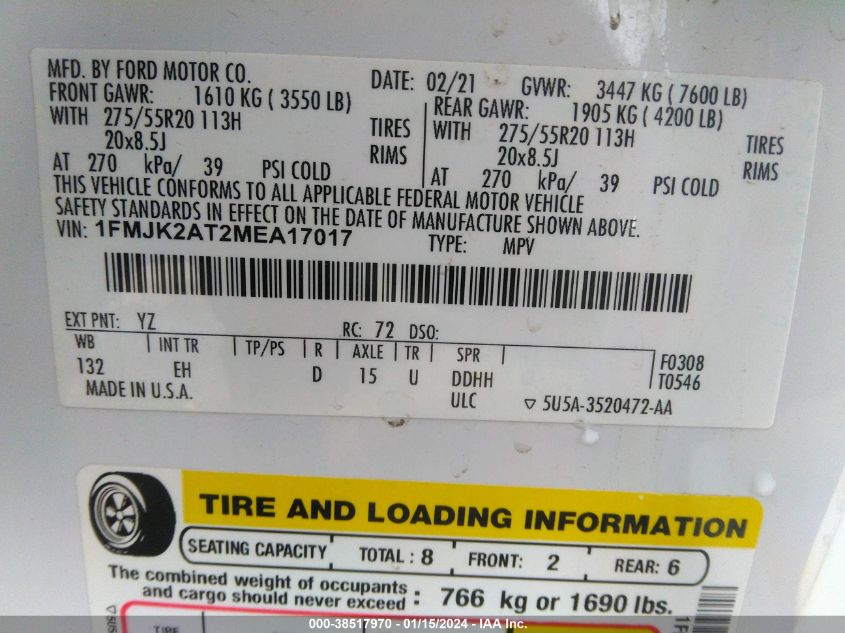 MFD. BY FORD MOTOR CO. DATE: 02/21 GVWR: 3447 KG ( 7600 LB)
FRONT GAWR: 1610 KG ( 3550 LB) REAR GAWR: 1905 KG ( 4200 LB)
WITH 275/55R20 113H TIRES WITH 275/55R20 113H TIRES
20x8.5J RIMS 20x8.5J RIMS
AT 270 kPa/ 39 PSI COLD AT 270 kPa/ 39 PSI COLD
THIS VEHICLE CONFORMS TO ALL APPLICABLE FEDERAL MOTOR VEHICLE
SAFETY STANDARDS IN EFFECT ON THE DATE OF MANUFACTURE SHOWN ABOVE.
VIN: 1FMJK2AT2MEA17017 TYPE: MPV
EXT PNT: YZ RC: 72 DSO:
WB INT TR TP/PS R AXLE TR SPR F0308
132 EH D 15 U DDHH T0546
MADE IN U.S.A. ULC ▽ 5U5A-3520472-AA
TIRE AND LOADING INFORMATION
SEATING CAPACITY TOTAL : 8 FRONT: 2 REAR: 6
The combined weight of occupants
and cargo should never exceed : 766 kg or 1690 lbs.
TIRE
000-38517970 - 01/15/2024 - IAA Inc.